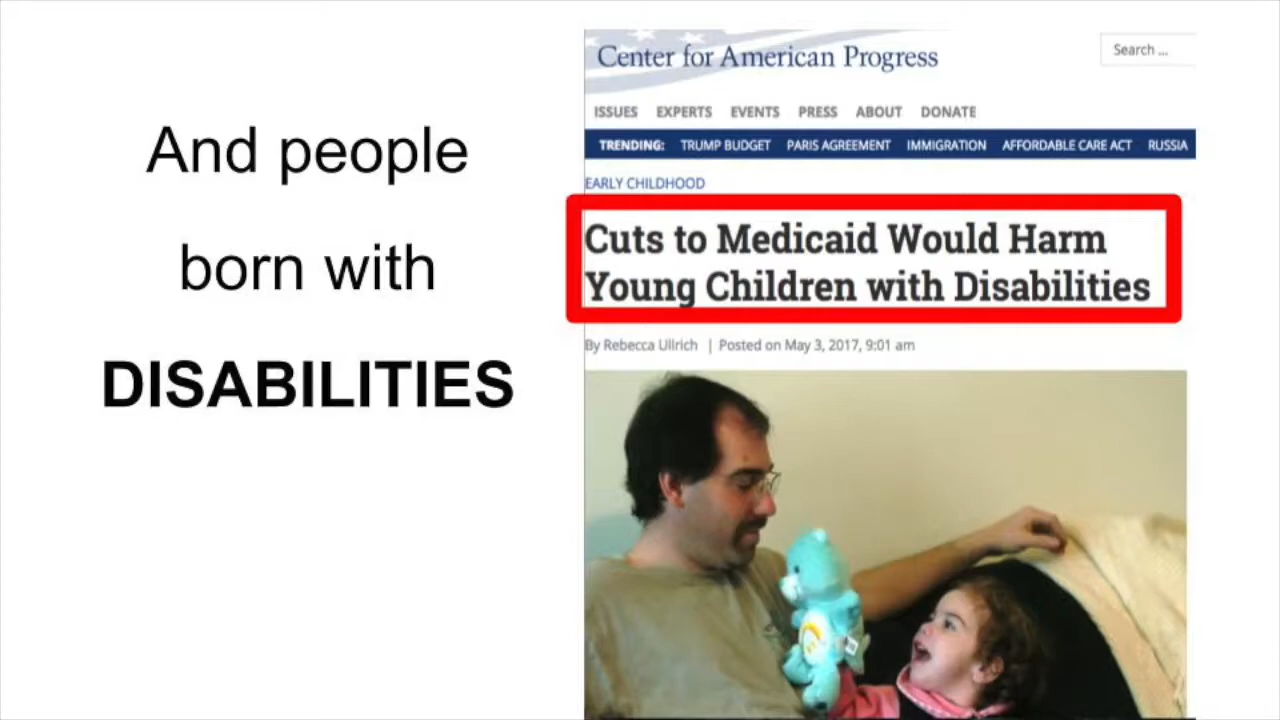 And people
born with
DISABILITIES
Center for American Progress
Search ...
ISSUES EXPERTS EVENTS PRESS ABOUT DONATE
TRENDING: TRUMP BUDGET PARIS AGREEMENT IMMIGRATION AFFORDABLE CARE ACT RUSSIA
EARLY CHILDHOOD
Cuts to Medicaid Would Harm
Young Children with Disabilities
By Rebecca Ullrich | Posted on May 3, 2017, 9:01 am